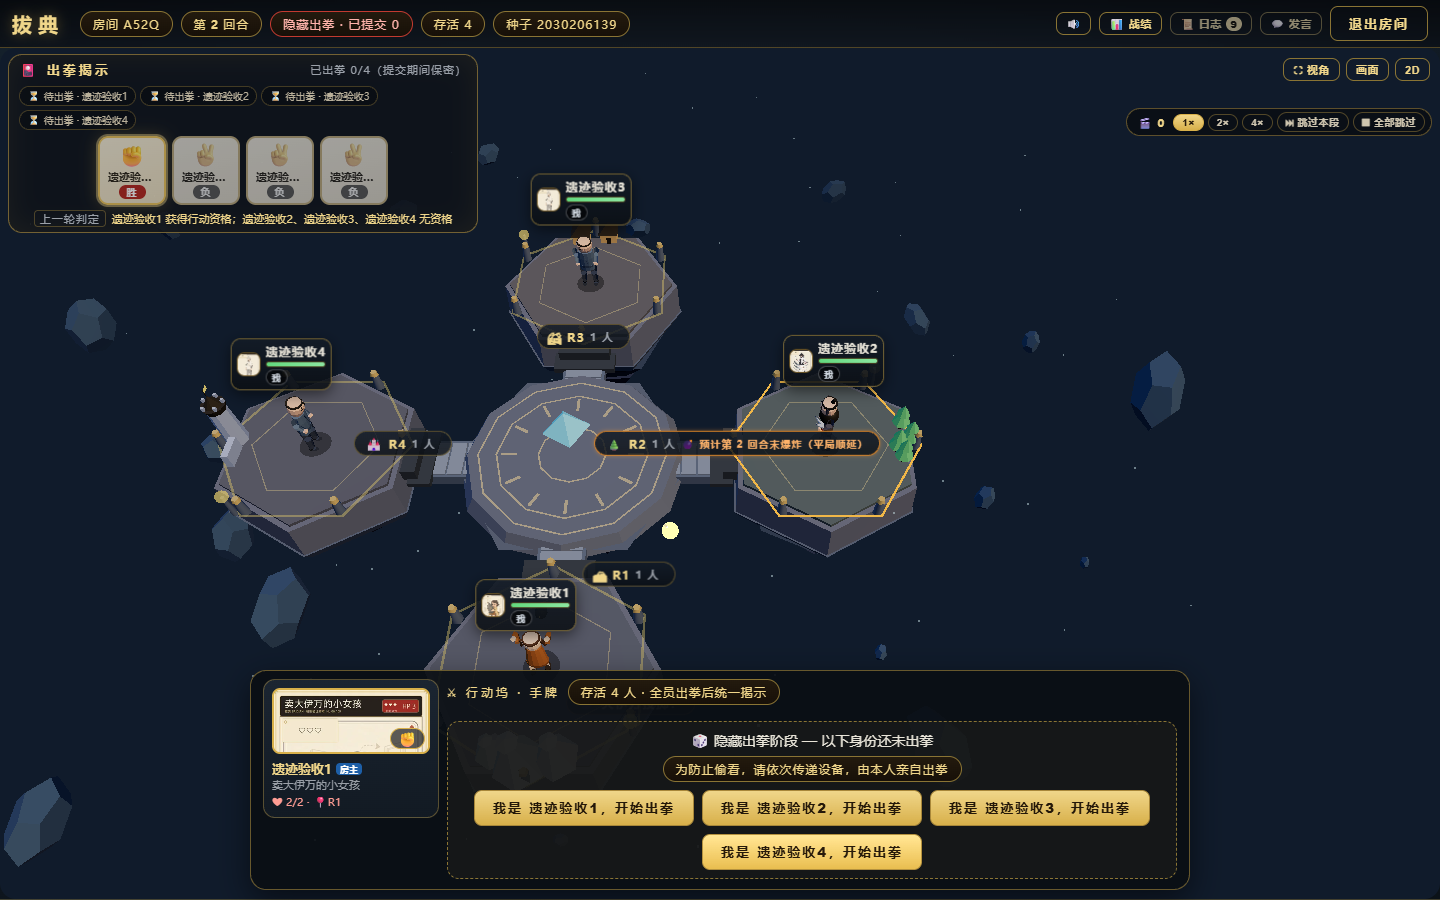 拔典
房间 A52Q
第 2 回合
隐藏出拳 · 已提交 0
存活 4
种子 2030206139
战绩
日志 9
发言
退出房间
出拳揭示
已出拳 0/4（提交期间保密）
待出拳 · 遗迹验收1
待出拳 · 遗迹验收2
待出拳 · 遗迹验收3
待出拳 · 遗迹验收4
遗迹验... 胜
遗迹验... 负
遗迹验... 负
遗迹验... 负
上一轮判定 遗迹验收1 获得行动资格；遗迹验收2、遗迹验收3、遗迹验收4 无资格
视角
画面
2D
0
1×
2×
4×
跳过本段
全部跳过
遗迹验收3
我
R3 1 人
遗迹验收4
我
遗迹验收2
我
R4 1 人
R2 1 人 预计第 2 回合末爆炸（平局顺延）
R1 1 人
遗迹验收1
我
卖大伊万的小女孩
遗迹验收1 房主
卖大伊万的小女孩
2/2 · R1
行动坞 · 手牌
存活 4 人 · 全员出拳后统一揭示
隐藏出拳阶段 — 以下身份还未出拳
为防止偷看，请依次传递设备，由本人亲自出拳
我是 遗迹验收1，开始出拳
我是 遗迹验收2，开始出拳
我是 遗迹验收3，开始出拳
我是 遗迹验收4，开始出拳